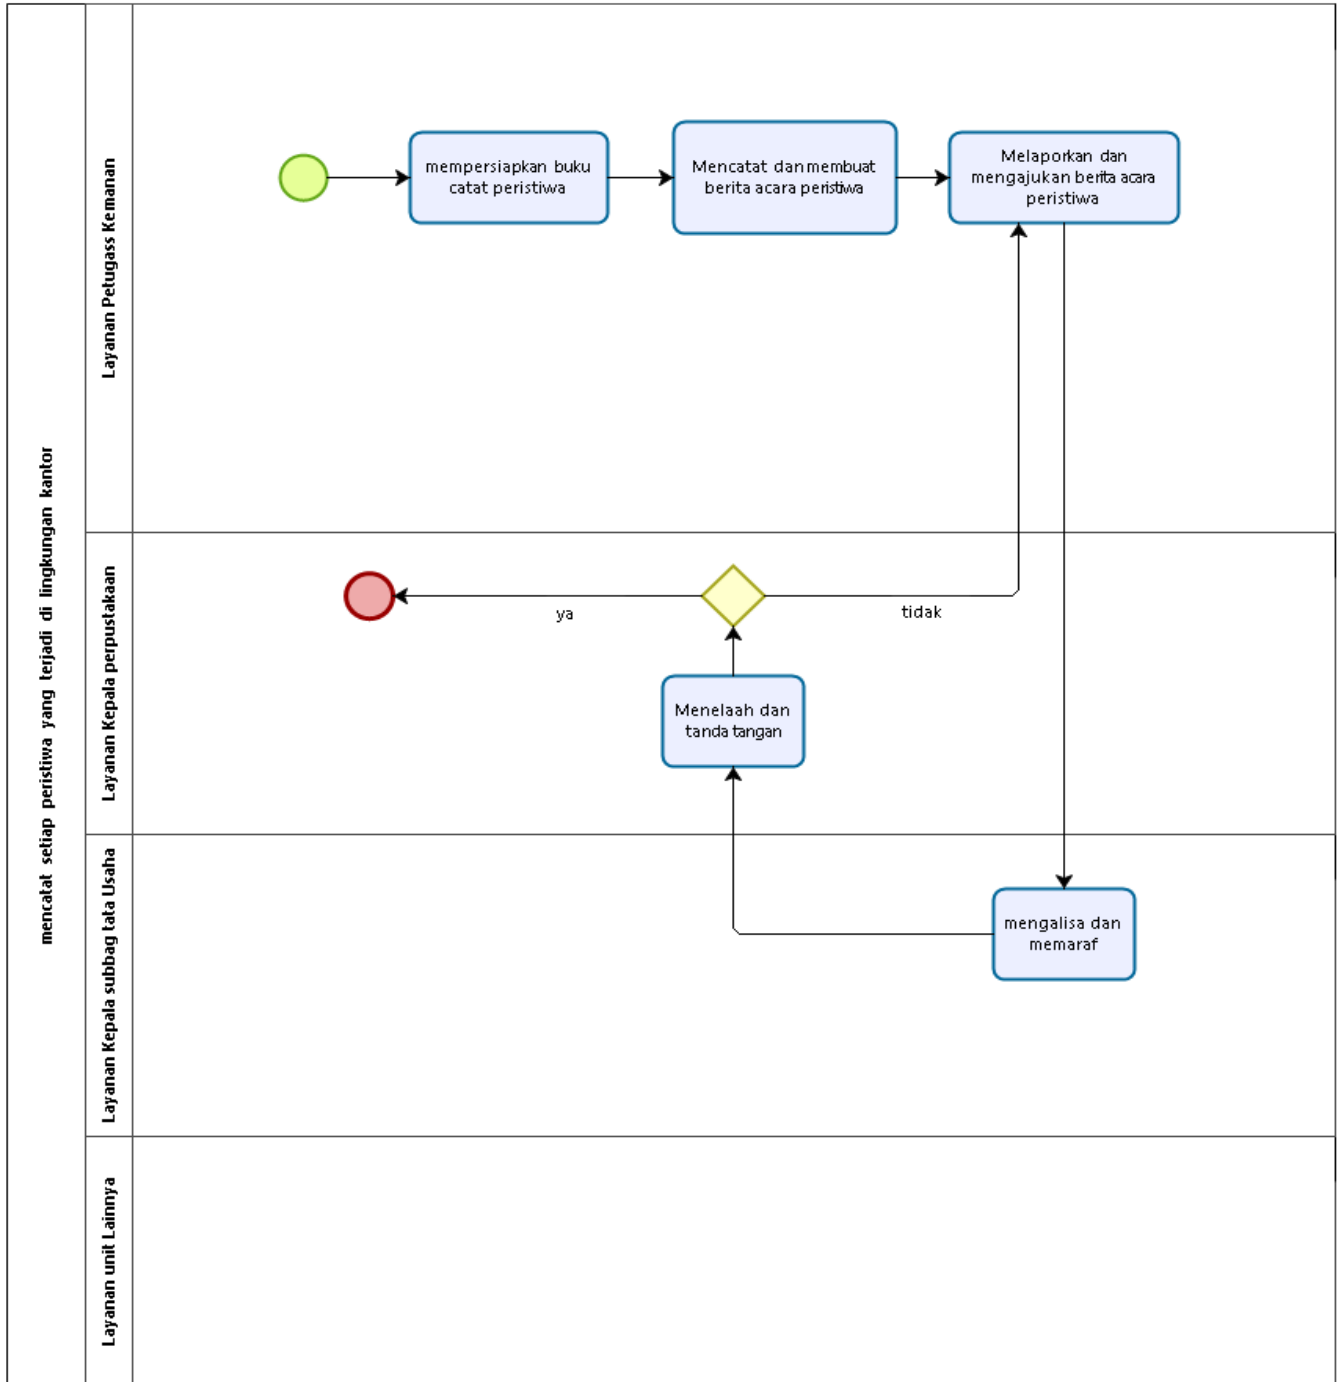 mencatat setiap peristiwa yang terjadi di lingkungan kantor
Layanan Petugass Kemanan
mempersiapkan buku
catat peristiwa
Mencatat dan membuat
berita acara peristiwa
Melaporkan dan
mengajukan berita acara
peristiwa
Layanan Kepala perpustakaan
ya
tidak
Menelaah dan
tanda tangan
Layanan Kepala subbag tata Usaha
mengalisa dan
memaraf
Layanan unit Lainnya